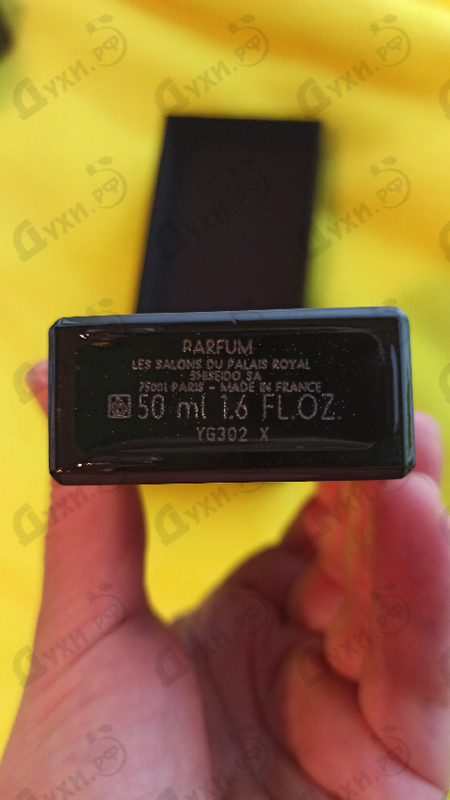 PARFUM
LES SALONS DU PALAIS ROYAL
SHISEIDO SA
75001 PARIS - MADE IN FRANCE
50 ml 1.6 FL.OZ.
YG302 X
Духи.РФ